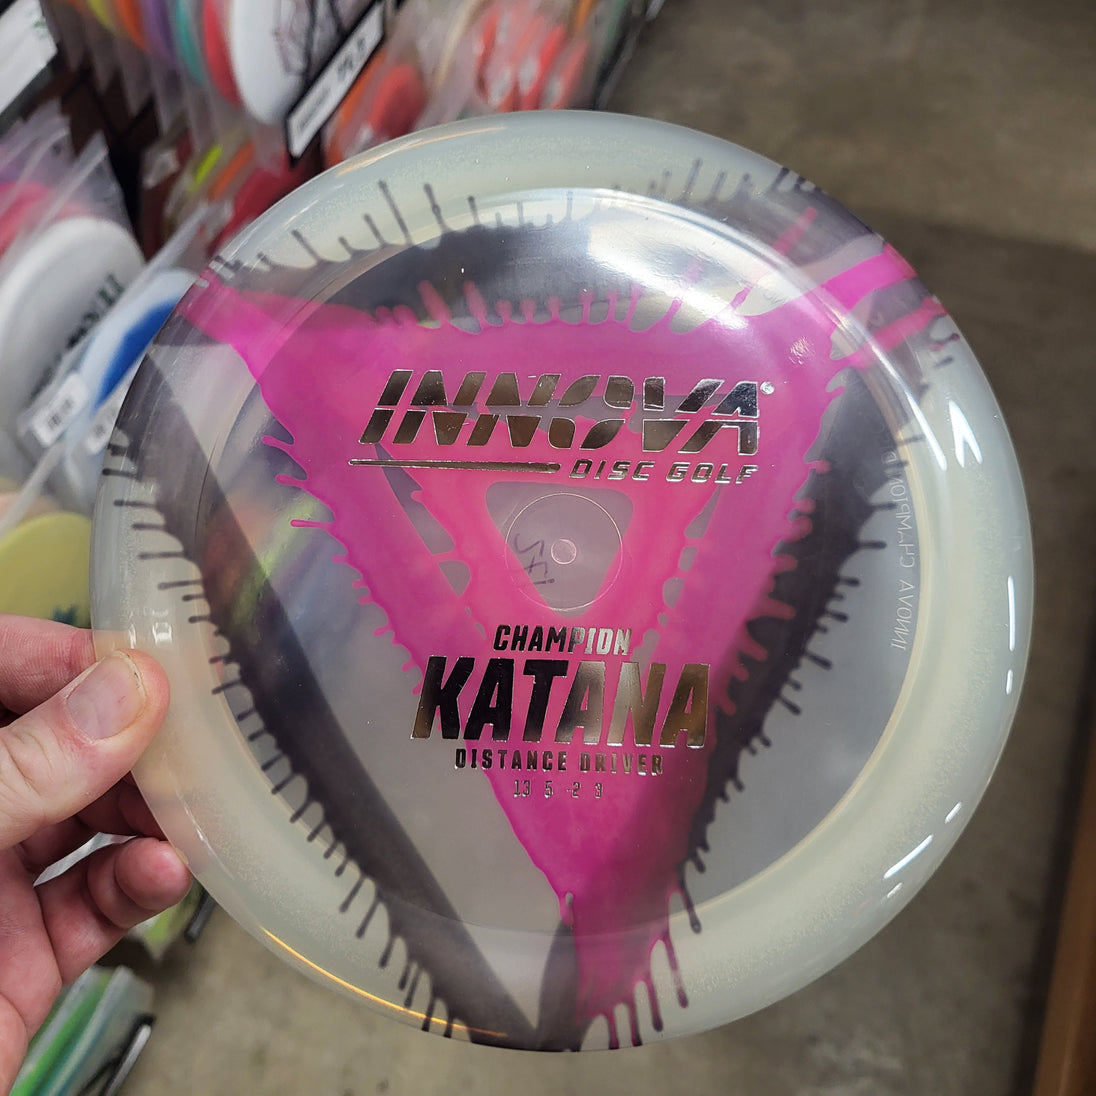 INNOVA®
DISC GOLF
CHAMPION
KATANA
DISTANCE DRIVER
13 5 -2 3
INNOVA CHAMPION D